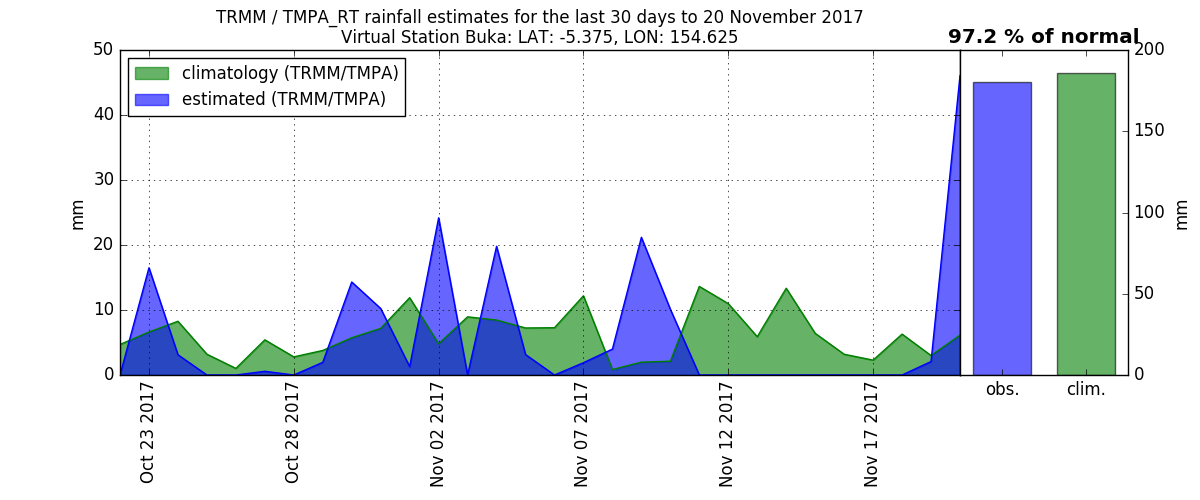 TRMM / TMPA_RT rainfall estimates for the last 30 days to 20 November 2017
Virtual Station Buka: LAT: -5.375, LON: 154.625
97.2 % of normal
climatology (TRMM/TMPA)
estimated (TRMM/TMPA)
50
40
30
20
10
0
mm
200
150
100
50
0
mm
Oct 23 2017
Oct 28 2017
Nov 02 2017
Nov 07 2017
Nov 12 2017
Nov 17 2017
obs.
clim.